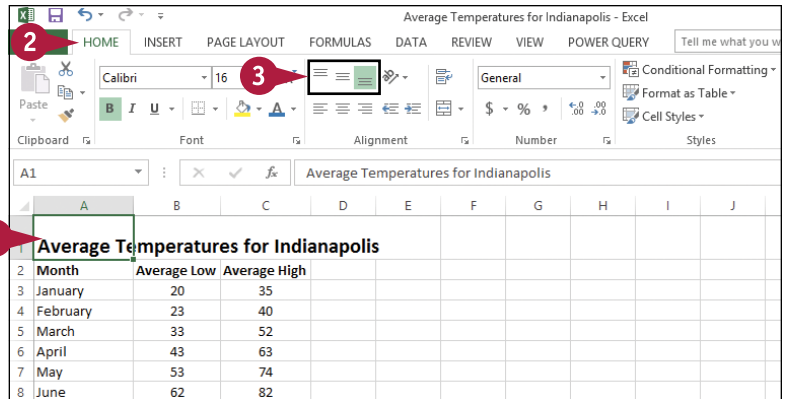 Average Temperatures for Indianapolis - Excel
2 HOME INSERT PAGE LAYOUT FORMULAS DATA REVIEW VIEW POWER QUERY Tell me what you w
Paste Calibri 16 3 General Conditional Formatting
Format as Table
B I U A $ % , .0 .00 .00 .0 Cell Styles
Clipboard Font Alignment Number Styles
A1 fx Average Temperatures for Indianapolis
A B C D E F G H I J
1 Average Temperatures for Indianapolis
2 Month Average Low Average High
3 January 20 35
4 February 23 40
5 March 33 52
6 April 43 63
7 May 53 74
8 June 62 82